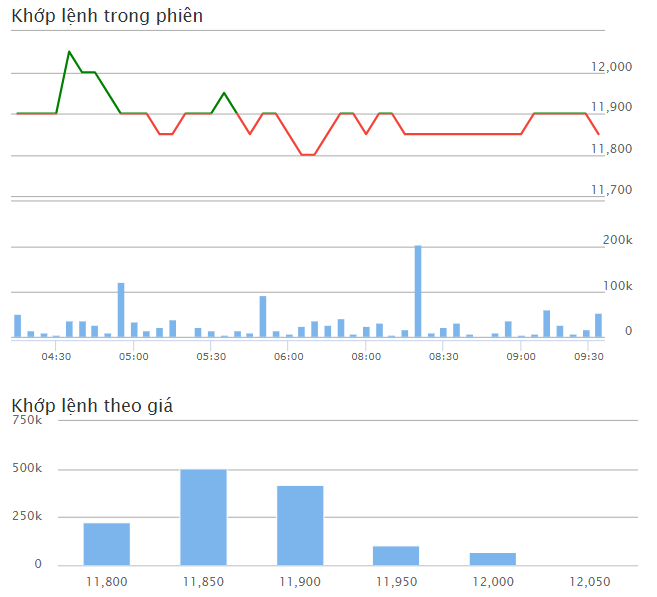 Khớp lệnh trong phiên
12,000
11,900
11,800
11,700
200k
100k
0
04:30 05:00 05:30 06:00 08:00 08:30 09:00 09:30
Khớp lệnh theo giá
750k
500k
250k
0
11,800 11,850 11,900 11,950 12,000 12,050